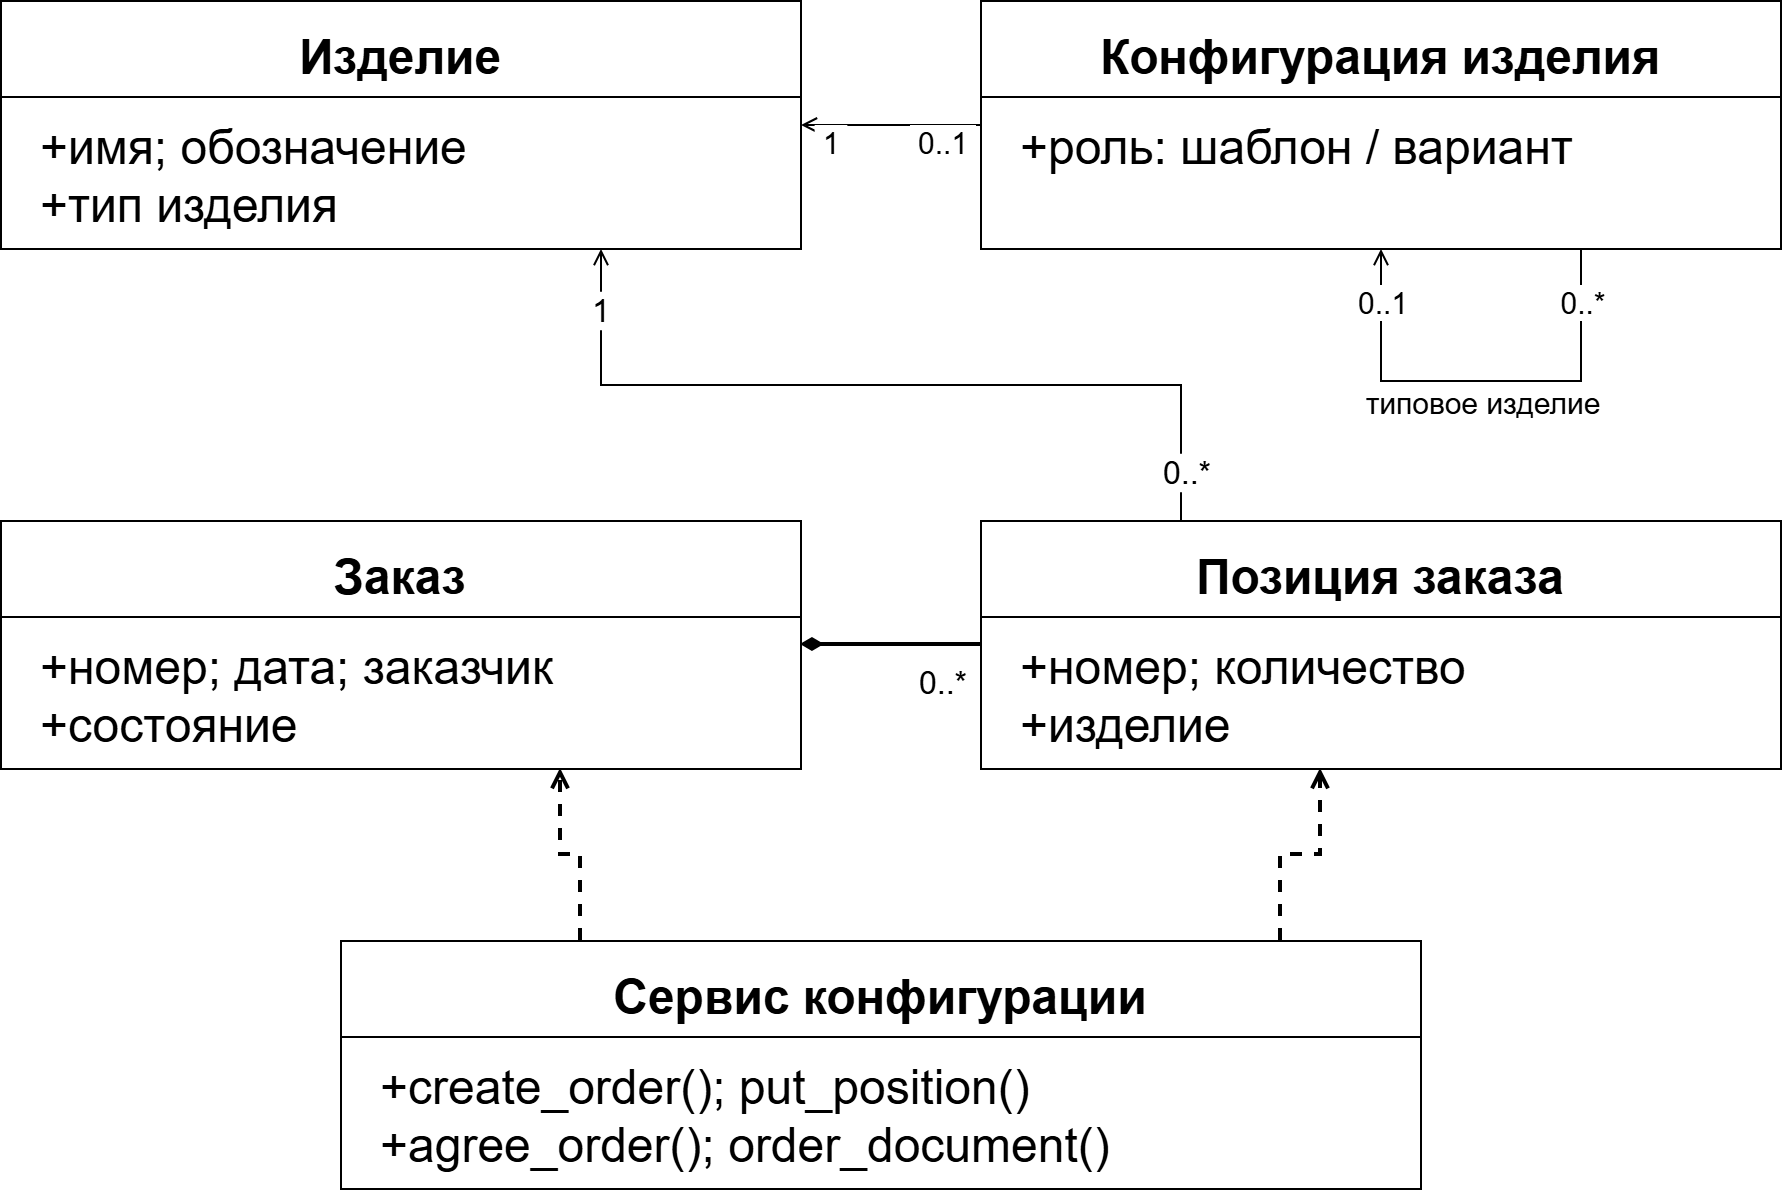 Изделие
+имя; обозначение
+тип изделия
Конфигурация изделия
+роль: шаблон / вариант
1
0..1
1
0..1
0..*
типовое изделие
0..*
Заказ
+номер; дата; заказчик
+состояние
Позиция заказа
+номер; количество
+изделие
0..*
Сервис конфигурации
+create_order(); put_position()
+agree_order(); order_document()